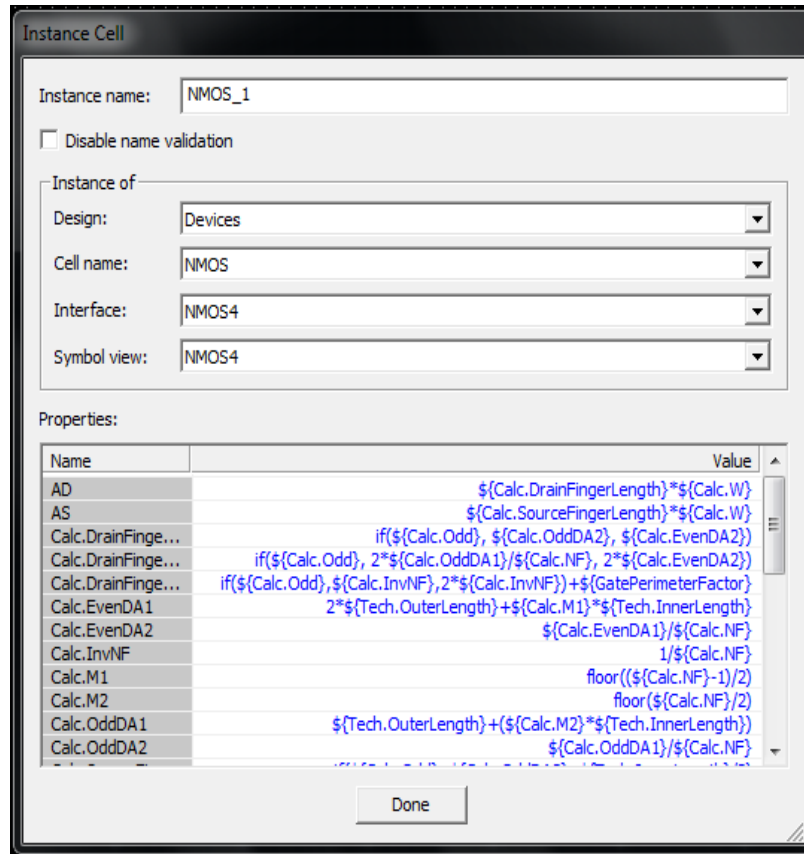 Instance Cell
Instance name: NMOS_1
Disable name validation
Instance of
Design: Devices
Cell name: NMOS
Interface: NMOS4
Symbol view: NMOS4
Properties:
Name Value
AD ${Calc.DrainFingerLength}*${Calc.W}
AS ${Calc.SourceFingerLength}*${Calc.W}
Calc.DrainFinge... if(${Calc.Odd}, ${Calc.OddDA2}, ${Calc.EvenDA2})
Calc.DrainFinge... if(${Calc.Odd}, 2*${Calc.OddDA1}/${Calc.NF}, 2*${Calc.EvenDA2})
Calc.DrainFinge... if(${Calc.Odd},${Calc.InvNF},2*${Calc.InvNF})+${GatePerimeterFactor}
Calc.EvenDA1 2*${Tech.OuterLength}+${Calc.M1}*${Tech.InnerLength}
Calc.EvenDA2 ${Calc.EvenDA1}/${Calc.NF}
Calc.InvNF 1/${Calc.NF}
Calc.M1 floor((${Calc.NF}-1)/2)
Calc.M2 floor(${Calc.NF}/2)
Calc.OddDA1 ${Tech.OuterLength}+(${Calc.M2}*${Tech.InnerLength})
Calc.OddDA2 ${Calc.OddDA1}/${Calc.NF}
Done